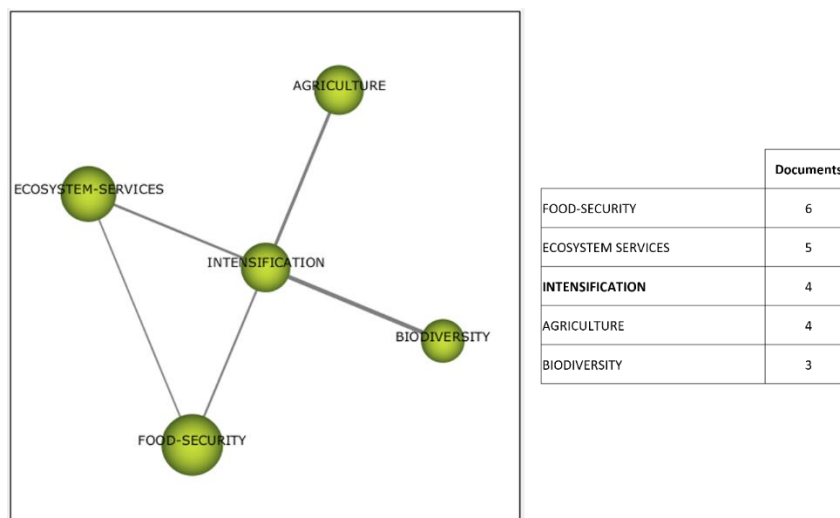 AGRICULTURE
ECOSYSTEM-SERVICES
INTENSIFICATION
BIODIVERSITY
FOOD-SECURITY
Documents
FOOD-SECURITY 6
ECOSYSTEM SERVICES 5
INTENSIFICATION 4
AGRICULTURE 4
BIODIVERSITY 3